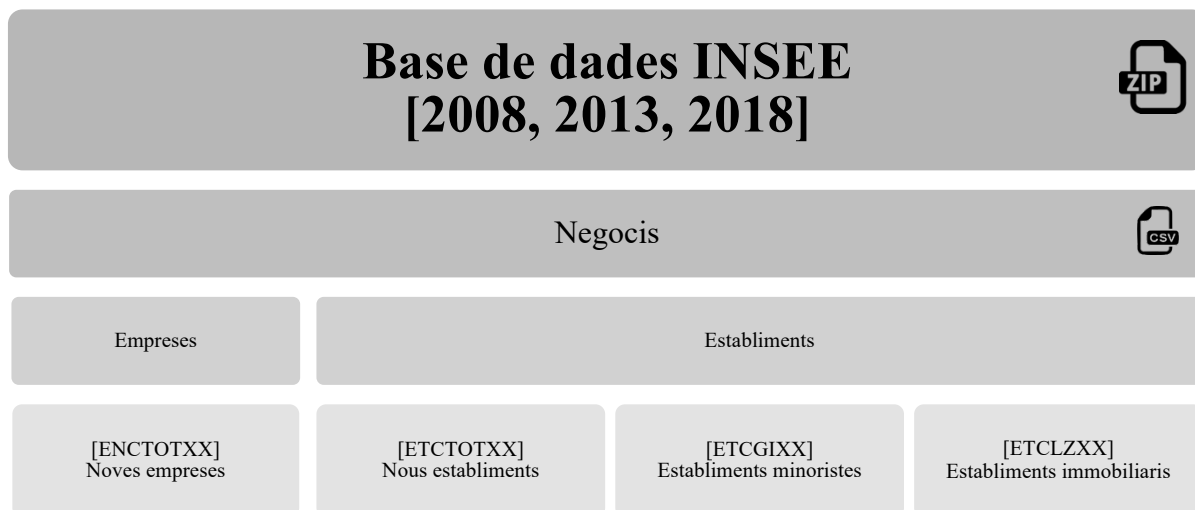 Base de dades INSEE
[2008, 2013, 2018]
ZIP
Negocis
CSV
Empreses
Establiments
[ENCTOTXX]
Noves empreses
[ETCTOTXX]
Nous establiments
[ETCGIXX]
Establiments minoristes
[ETCLZXX]
Establiments immobiliaris